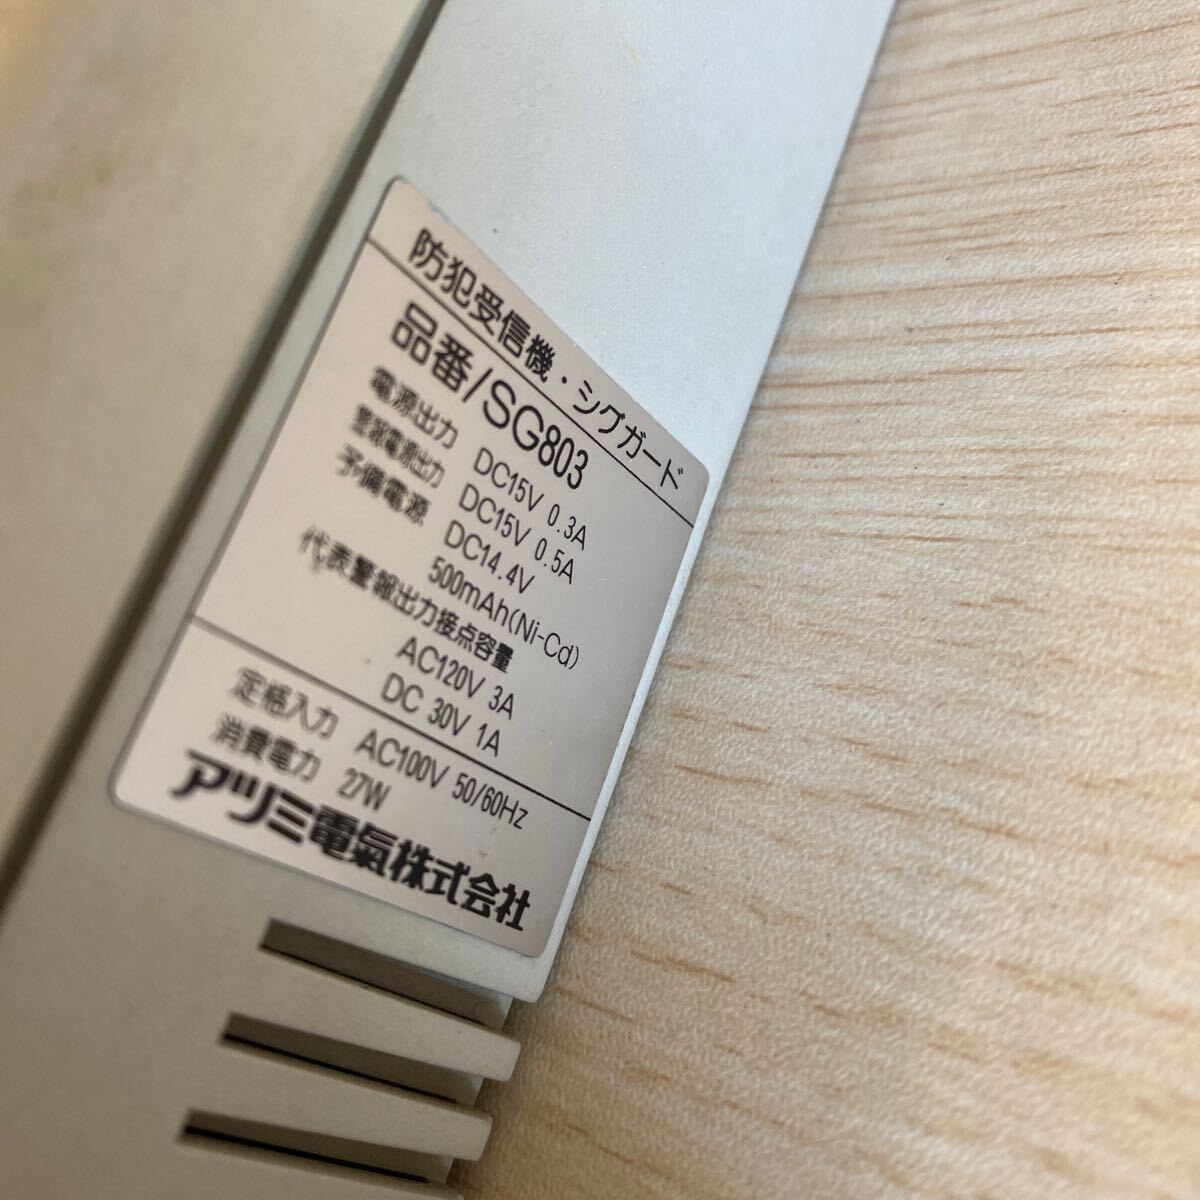 防犯受信機・シグガード
品番/SG803
電源出力 DC15V 0.3A
警報電源出力 DC15V 0.5A
予備電源 DC14.4V
500mAh(Ni-Cd)
代表警報出力接点容量
AC120V 3A
DC 30V 1A
定格入力 AC100V 50/60Hz
消費電力 27W
アツミ電氣株式会社